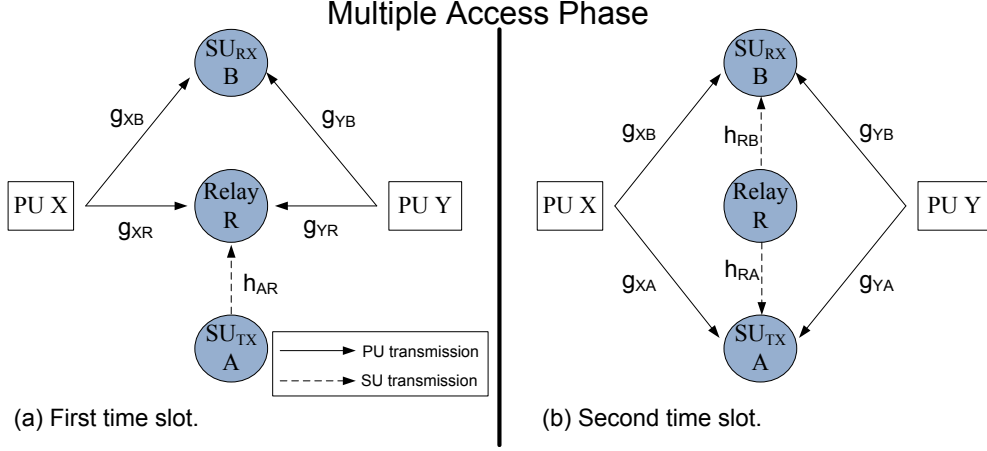 Multiple Access Phase
SU_RX
B
g_XB
g_YB
PU X
Relay
R
PU Y
g_XR
g_YR
h_AR
SU_TX
A
PU transmission
SU transmission
(a) First time slot.
SU_RX
B
g_XB
g_YB
h_RB
PU X
Relay
R
PU Y
h_RA
g_XA
g_YA
SU_TX
A
(b) Second time slot.